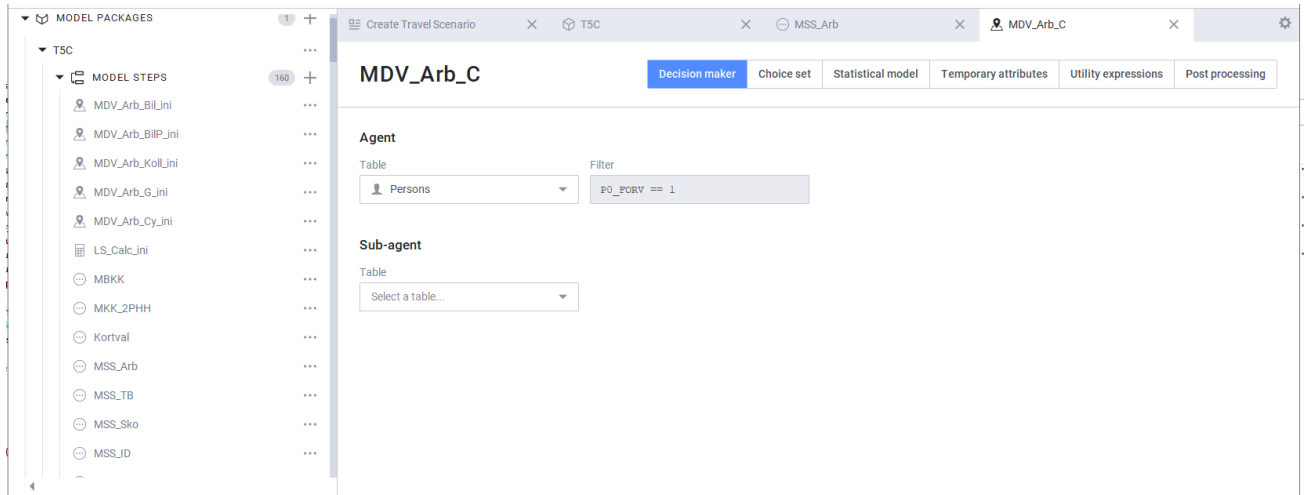 MODEL PACKAGES 1
T5C
MODEL STEPS 160
MDV_Arb_Bil_ini
MDV_Arb_BilP_ini
MDV_Arb_Koll_ini
MDV_Arb_G_ini
MDV_Arb_Cy_ini
LS_Calc_ini
MBKK
MKK_2PHH
Kortval
MSS_Arb
MSS_TB
MSS_Sko
MSS_ID
Create Travel Scenario T5C MSS_Arb MDV_Arb_C
MDV_Arb_C
Decision maker Choice set Statistical model Temporary attributes Utility expressions Post processing
Agent
Table Filter
Persons P0_FORV == 1
Sub-agent
Table
Select a table...